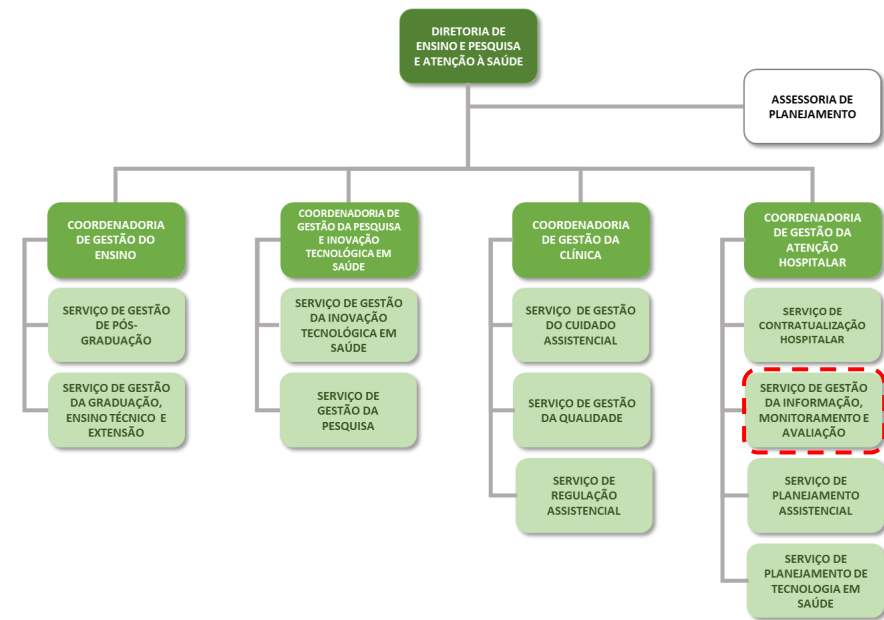 DIRETORIA DE
ENSINO E PESQUISA
E ATENÇÃO À SAÚDE
ASSESSORIA DE
PLANEJAMENTO
COORDENADORIA
DE GESTÃO DO
ENSINO
SERVIÇO DE GESTÃO
DE PÓS-
GRADUAÇÃO
SERVIÇO DE GESTÃO
DA GRADUAÇÃO,
ENSINO TÉCNICO E
EXTENSÃO
COORDENADORIA DE
GESTÃO DA PESQUISA
E INOVAÇÃO
TECNOLÓGICA EM
SAÚDE
SERVIÇO DE GESTÃO
DA INOVAÇÃO
TECNOLÓGICA EM
SAÚDE
SERVIÇO DE
GESTÃO DA
PESQUISA
COORDENADORIA
DE GESTÃO DA
CLÍNICA
SERVIÇO DE GESTÃO
DO CUIDADO
ASSISTENCIAL
SERVIÇO DE GESTÃO
DA QUALIDADE
SERVIÇO DE
REGULAÇÃO
ASSISTENCIAL
COORDENADORIA
DE GESTÃO DA
ATENÇÃO
HOSPITALAR
SERVIÇO DE
CONTRATUALIZAÇÃO
HOSPITALAR
SERVIÇO DE GESTÃO
DA INFORMAÇÃO,
MONITORAMENTO E
AVALIAÇÃO
SERVIÇO DE
PLANEJAMENTO
ASSISTENCIAL
SERVIÇO DE
PLANEJAMENTO DE
TECNOLOGIA EM
SAÚDE